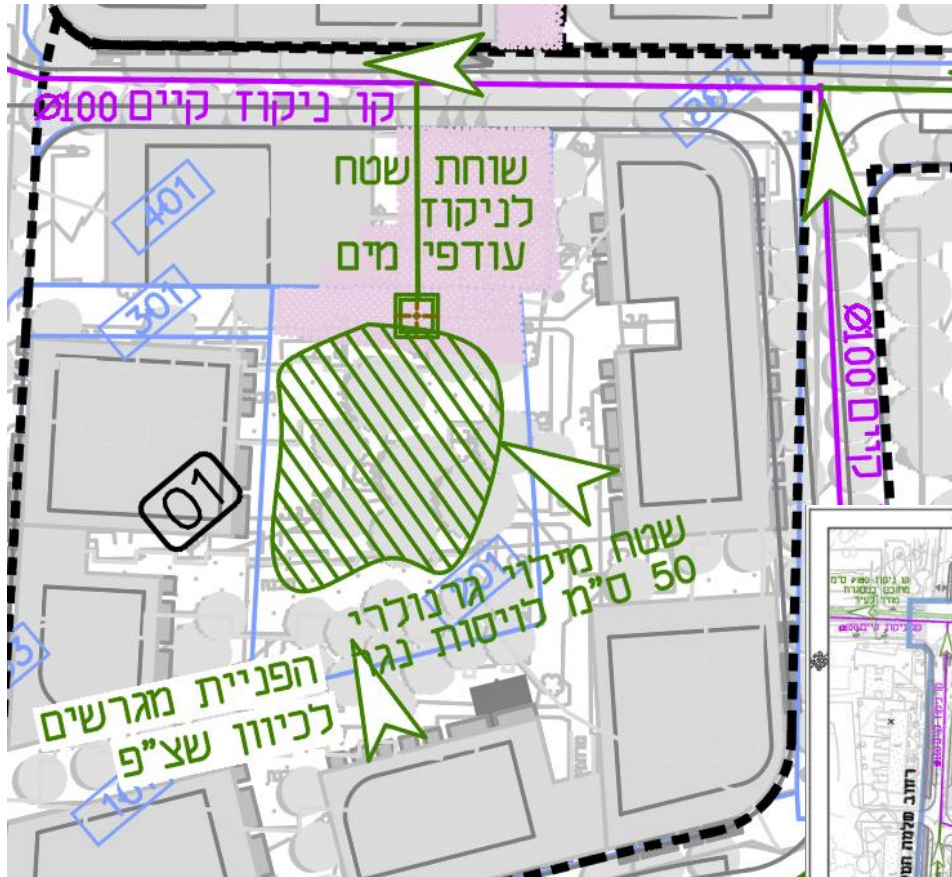 קו ניקוז קיים Ø100
804
שוחת שטח
לניקוז
עודפי מים
401
301
קיים Ø100
01
שטח מילוי גרנולרי
50 ס"מ לויסות נגר
הפניית מגרשים
לכיוון שצ"פ
קו ניקוז קיים